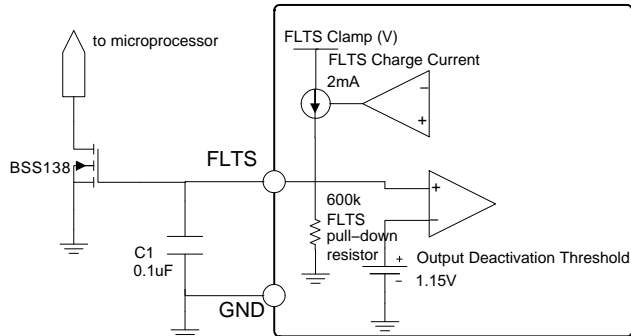 to microprocessor
FLTS Clamp (V)
FLTS Charge Current
2mA
−
+
BSS138
FLTS
600k
FLTS
pull−down
resistor
+
−
C1
0.1uF
+
−
Output Deactivation Threshold
1.15V
GND